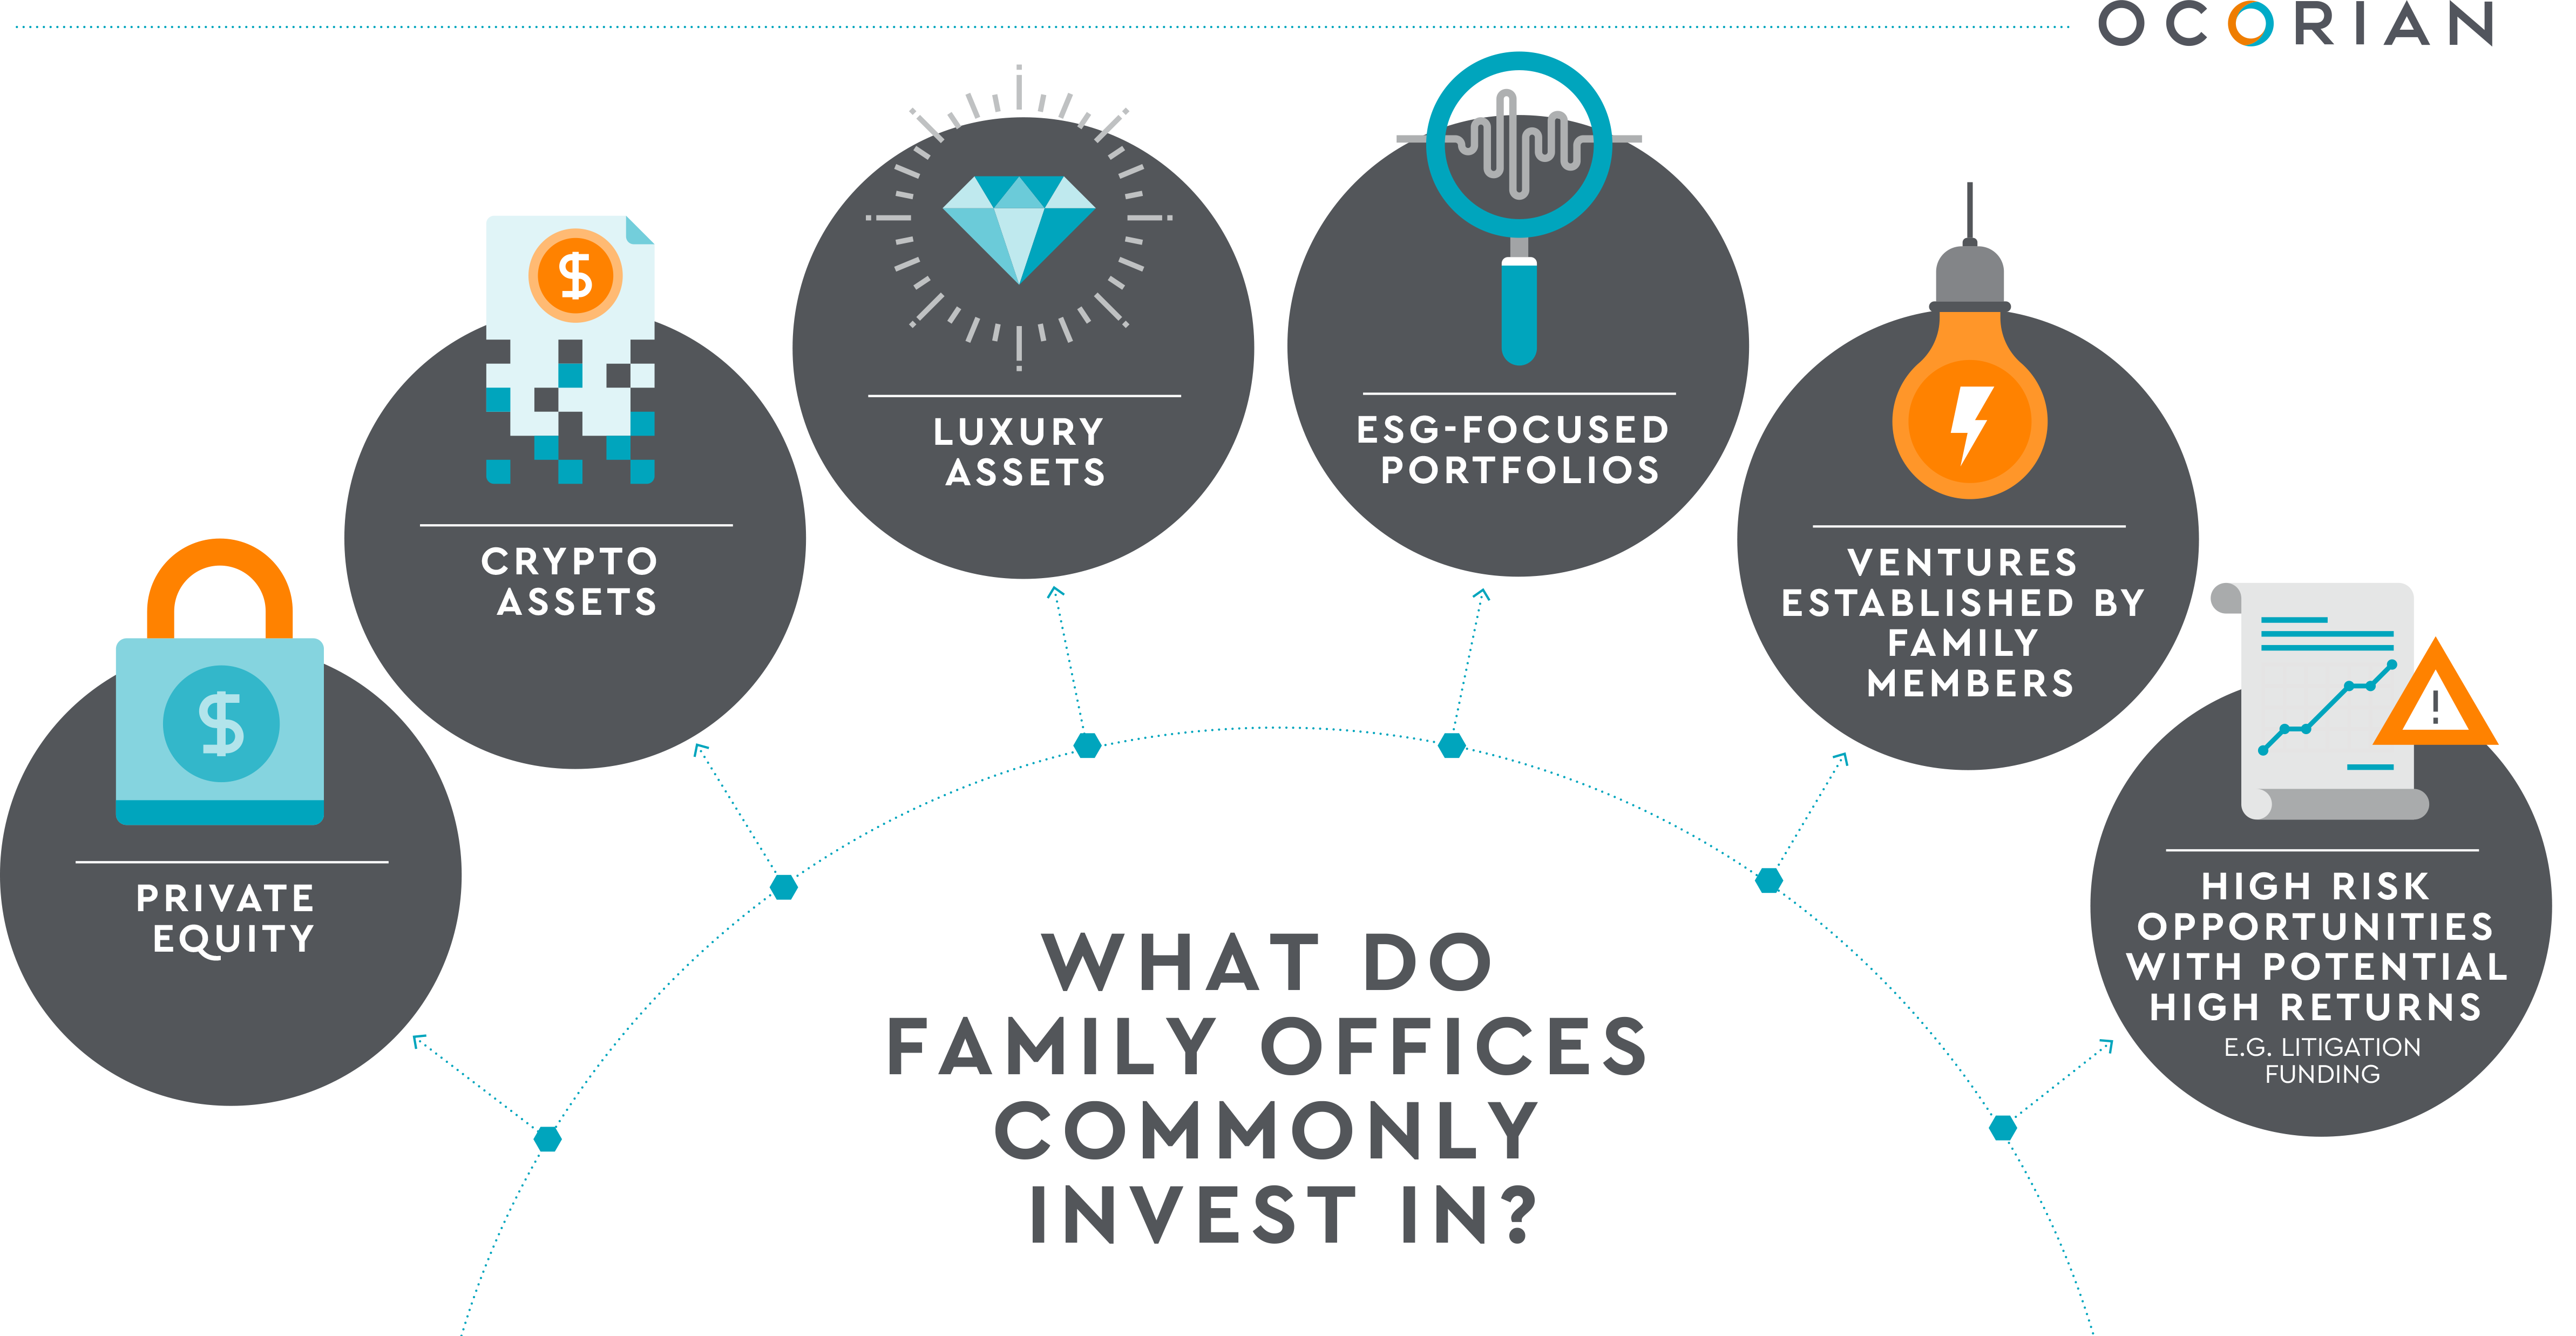 OCORIAN
$
PRIVATE
EQUITY
$
CRYPTO
ASSETS
LUXURY
ASSETS
ESG-FOCUSED
PORTFOLIOS
VENTURES
ESTABLISHED BY
FAMILY
MEMBERS
!
HIGH RISK
OPPORTUNITIES
WITH POTENTIAL
HIGH RETURNS
E.G. LITIGATION
FUNDING
WHAT DO
FAMILY OFFICES
COMMONLY
INVEST IN?